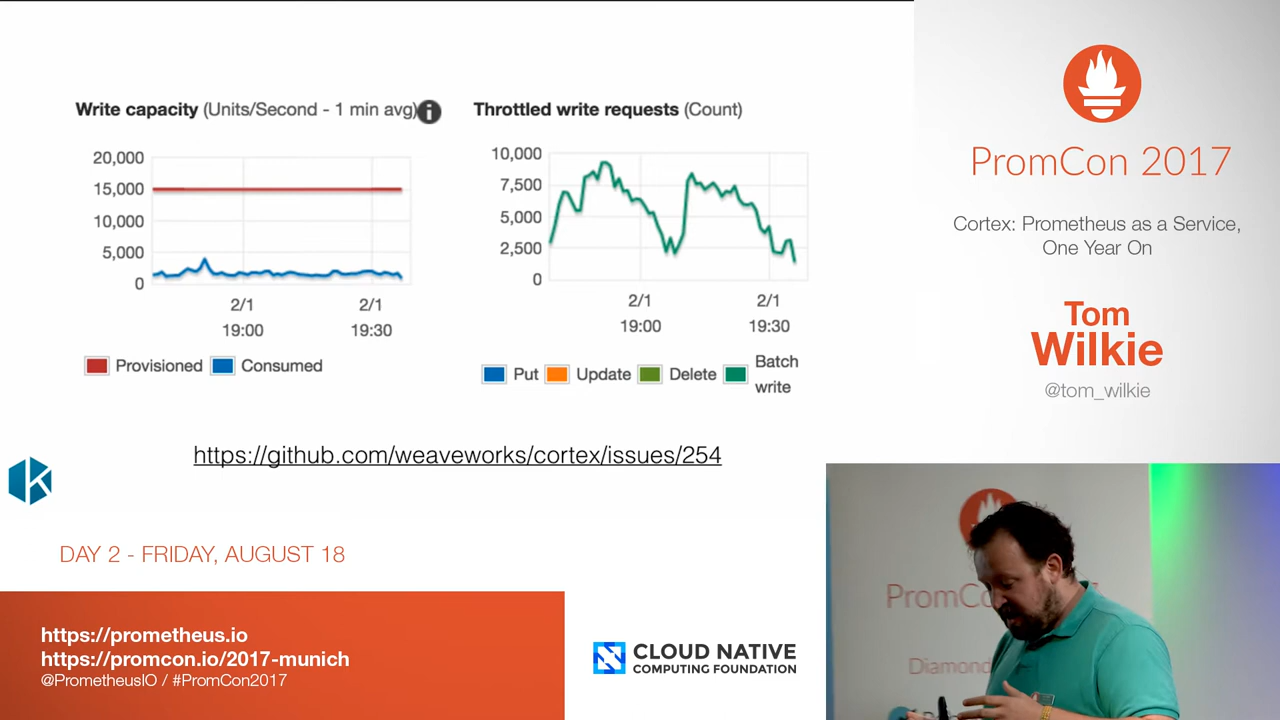 Write capacity (Units/Second - 1 min avg)
20,000
15,000
10,000
5,000
0
2/1
19:00
2/1
19:30
Provisioned
Consumed
Throttled write requests (Count)
10,000
7,500
5,000
2,500
0
2/1
19:00
2/1
19:30
Put
Update
Delete
Batch
write
https://github.com/weaveworks/cortex/issues/254
PromCon 2017
Cortex: Prometheus as a Service,
One Year On
Tom
Wilkie
@tom_wilkie
DAY 2 - FRIDAY, AUGUST 18
https://prometheus.io
https://promcon.io/2017-munich
@PrometheusIO / #PromCon2017
CLOUD NATIVE
COMPUTING FOUNDATION
Diamond